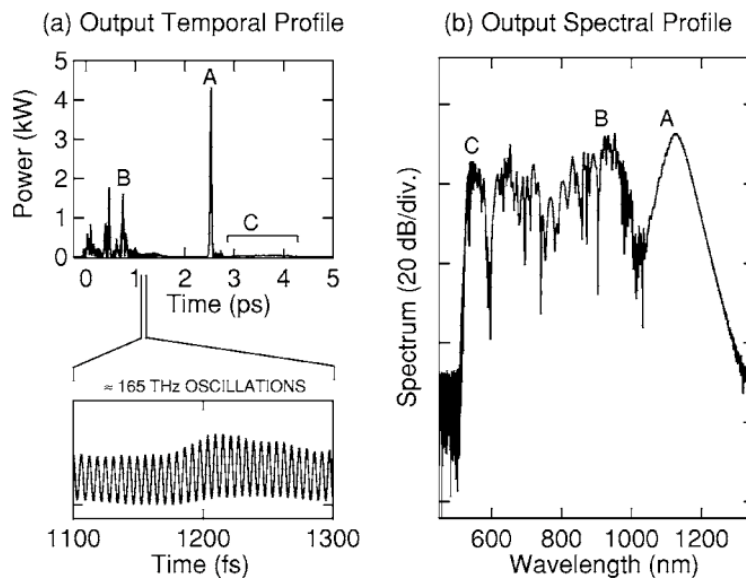 (a) Output Temporal Profile
Power (kW)
5
4
3
2
1
0
A
B
C
0 1 2 3 4 5
Time (ps)
≈ 165 THz OSCILLATIONS
1100 1200 1300
Time (fs)
(b) Output Spectral Profile
Spectrum (20 dB/div.)
C
B
A
600 800 1000 1200
Wavelength (nm)